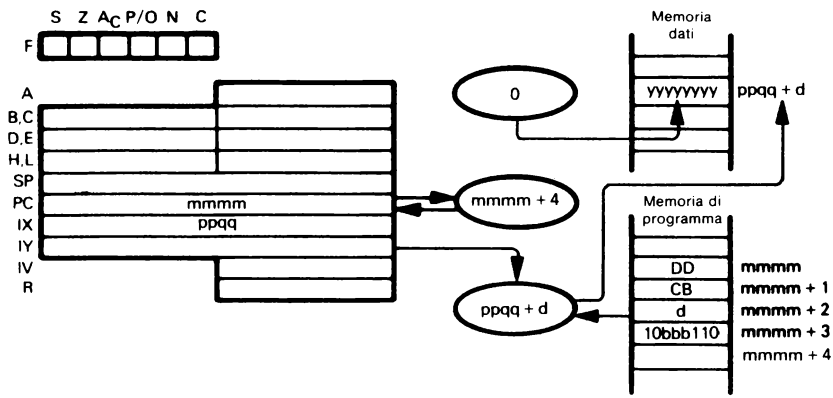 S Z AC P/O N C
F
A
B,C
D,E
H,L
SP
PC mmmm
IX ppqq
IY
IV
R
0
mmmm + 4
ppqq + d
Memoria
dati
yyyyyyyy ppqq + d
Memoria di
programma
DD mmmm
CB mmmm + 1
d mmmm + 2
10bbb110 mmmm + 3
mmmm + 4